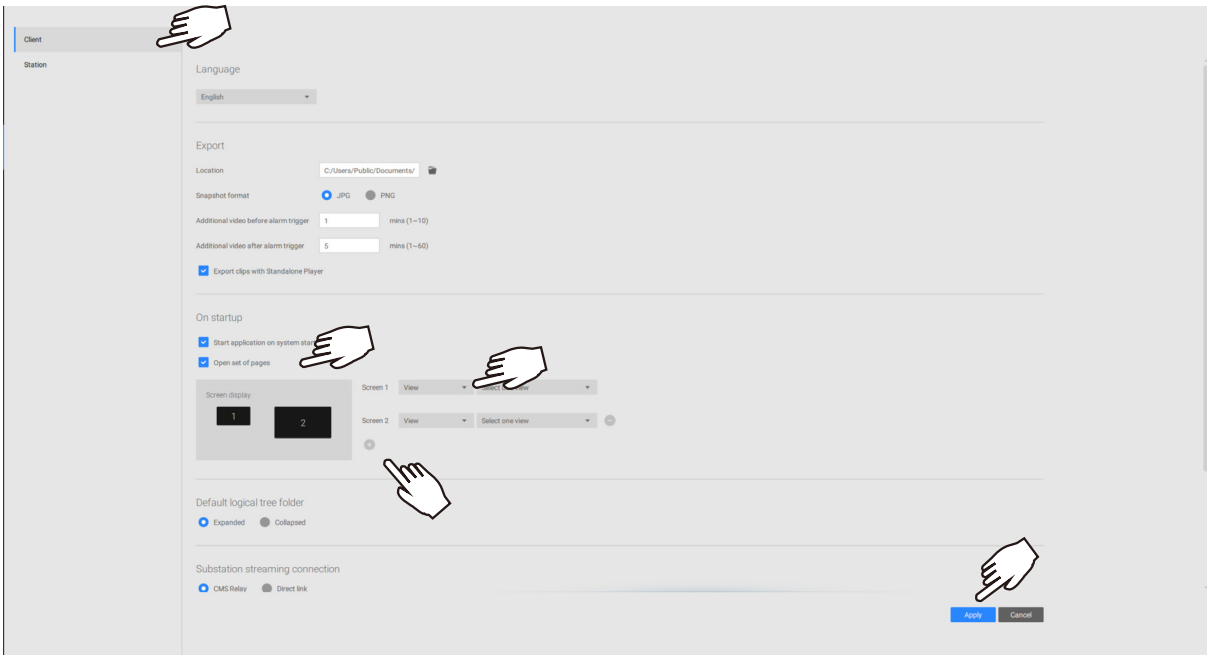 Client
Station
Language
English
Export
Location C:/Users/Public/Documents/
Snapshot format JPG PNG
Additional video before alarm trigger 1 mins (1~10)
Additional video after alarm trigger 5 mins (1~60)
Export clips with Standalone Player
On startup
Start application on system
Open set of pages
Screen display
1
2
Screen 1 View one view
Screen 2 View Select one view
Default logical tree folder
Expanded Collapsed
Substation streaming connection
CMS Relay Direct link
Apply Cancel